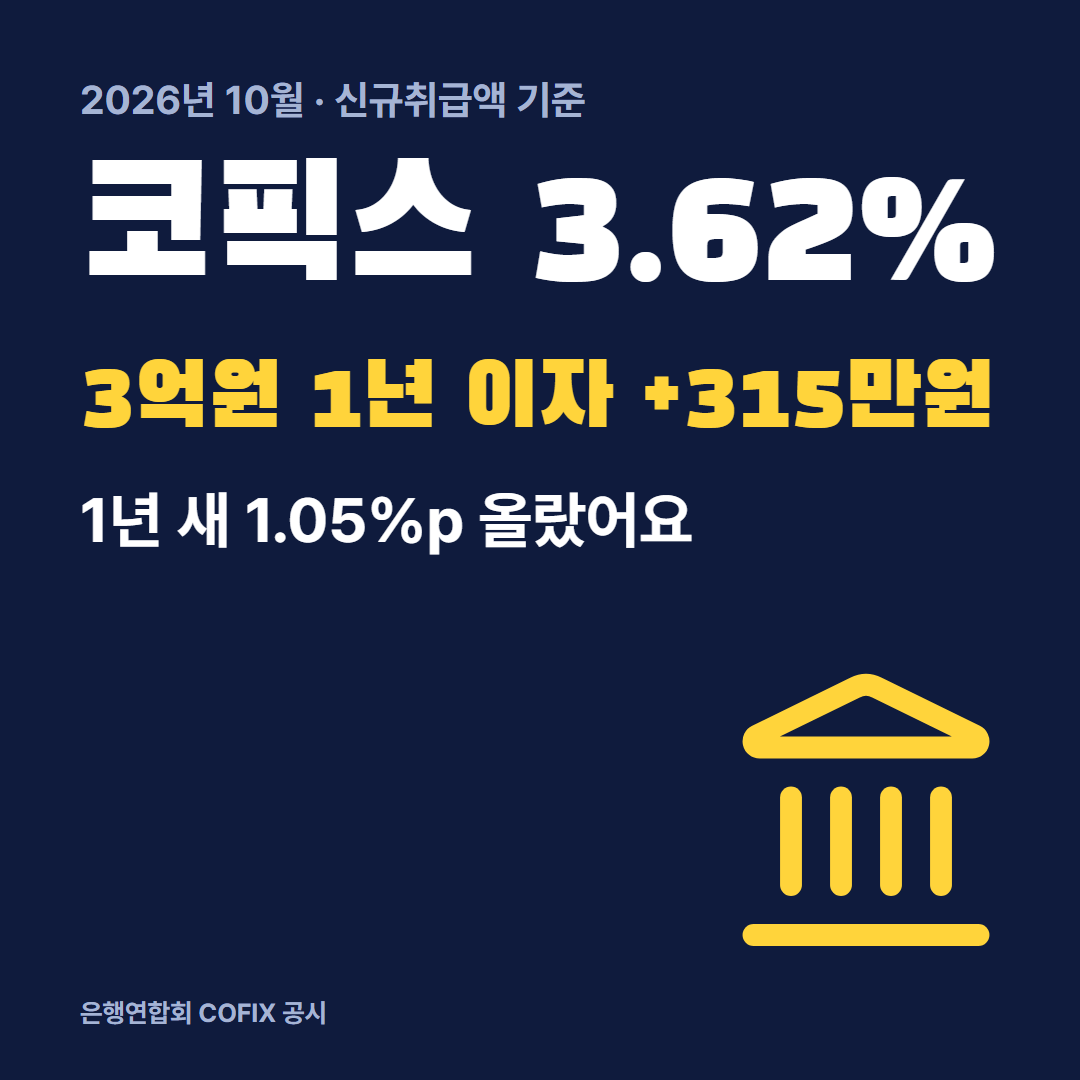 2026년 10월 · 신규취급액 기준
코픽스 3.62%
3억원 1년 이자 +315만원
1년 새 1.05%p 올랐어요
은행연합회 COFIX 공시